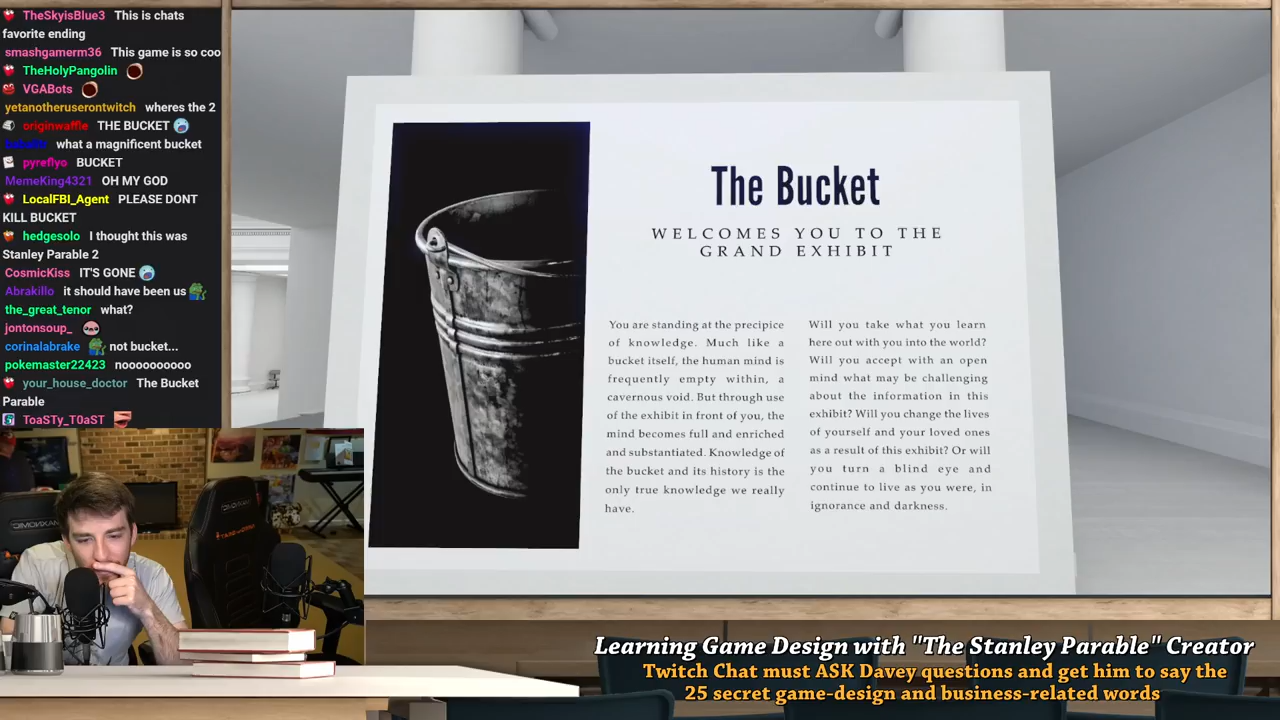 TheSkyisBlue3 This is chats
favorite ending
smashgamerm36 This game is so coo
TheHolyPangolin
VGABots
yetanotheruserontwitch wheres the 2
originwaffle THE BUCKET
what a magnificent bucket
pyreflyo BUCKET
MemeKing4321 OH MY GOD
LocalFBI_Agent PLEASE DONT
KILL BUCKET
hedgesolo I thought this was
Stanley Parable 2
CosmicKiss IT'S GONE
Abrakillo it should have been us
the_great_tenor what?
jontonsoup_
corinalabrake not bucket...
pokemaster22423 noooooooooo
your_house_doctor The Bucket
Parable
ToaSTy_T0aST
The Bucket
WELCOMES YOU TO THE
GRAND EXHIBIT
You are standing at the precipice
of knowledge. Much like a
bucket itself, the human mind is
frequently empty within, a
cavernous void. But through use
of the exhibit in front of you, the
mind becomes full and enriched
and substantiated. Knowledge of
the bucket and its history is the
only true knowledge we really
have.
Will you take what you learn
here out with you into the world?
Will you accept with an open
mind what may be challenging
about the information in this
exhibit? Will you change the lives
of yourself and your loved ones
as a result of this exhibit? Or will
you turn a blind eye and
continue to live as you were, in
ignorance and darkness.
Learning Game Design with "The Stanley Parable" Creator
Twitch Chat must ASK Davey questions and get him to say the
25 secret game-design and business-related words